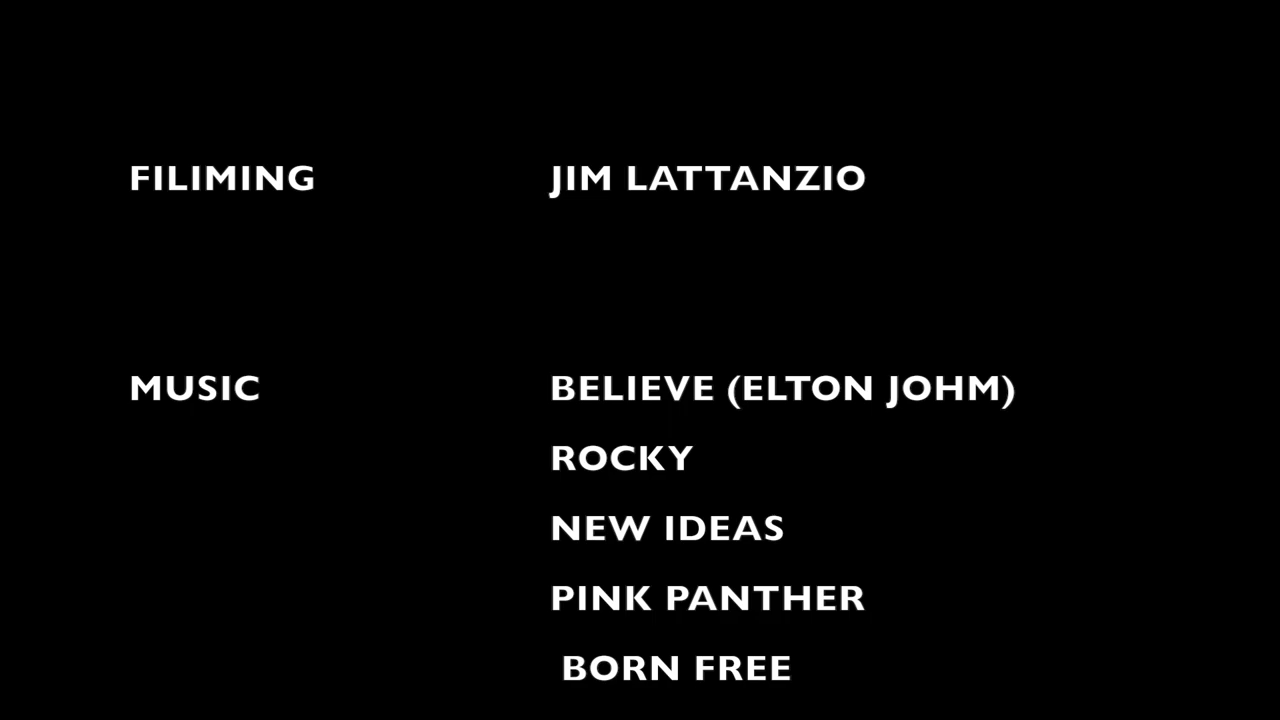 FILIMING JIM LATTANZIO
MUSIC BELIEVE (ELTON JOHM)
ROCKY
NEW IDEAS
PINK PANTHER
BORN FREE